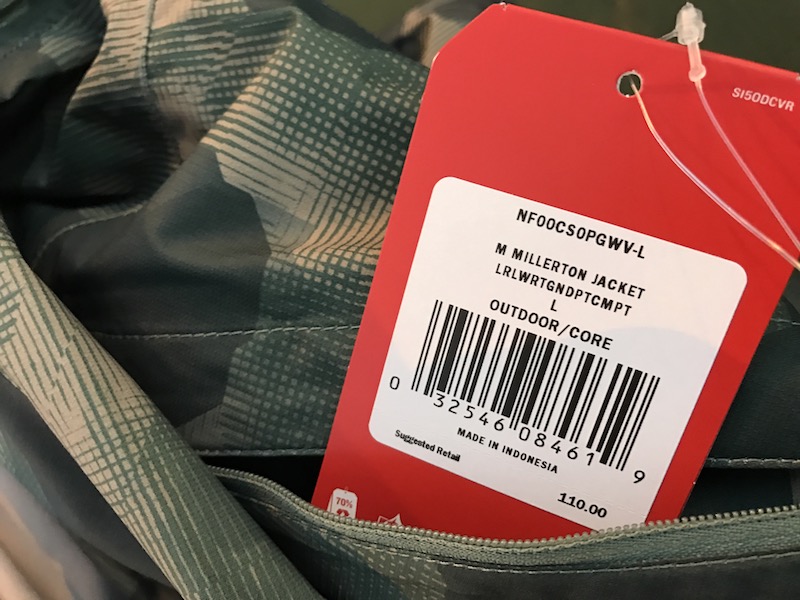 SI50DCVR
NF00CS0PGWV-L
M MILLERTON JACKET
LRLWRTGNDPTCMPT
L
OUTDOOR/CORE
0 32546 08461 9
MADE IN INDONESIA
Suggested Retail
110.00
70%